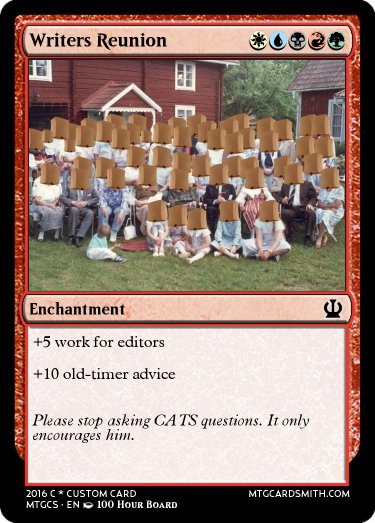 Writers Reunion
Enchantment
+5 work for editors
+10 old-timer advice
Please stop asking CATS questions. It only
encourages him.
2016 C * CUSTOM CARD
MTGCARDSMITH.COM
MTGCS · EN 100 HOUR BOARD